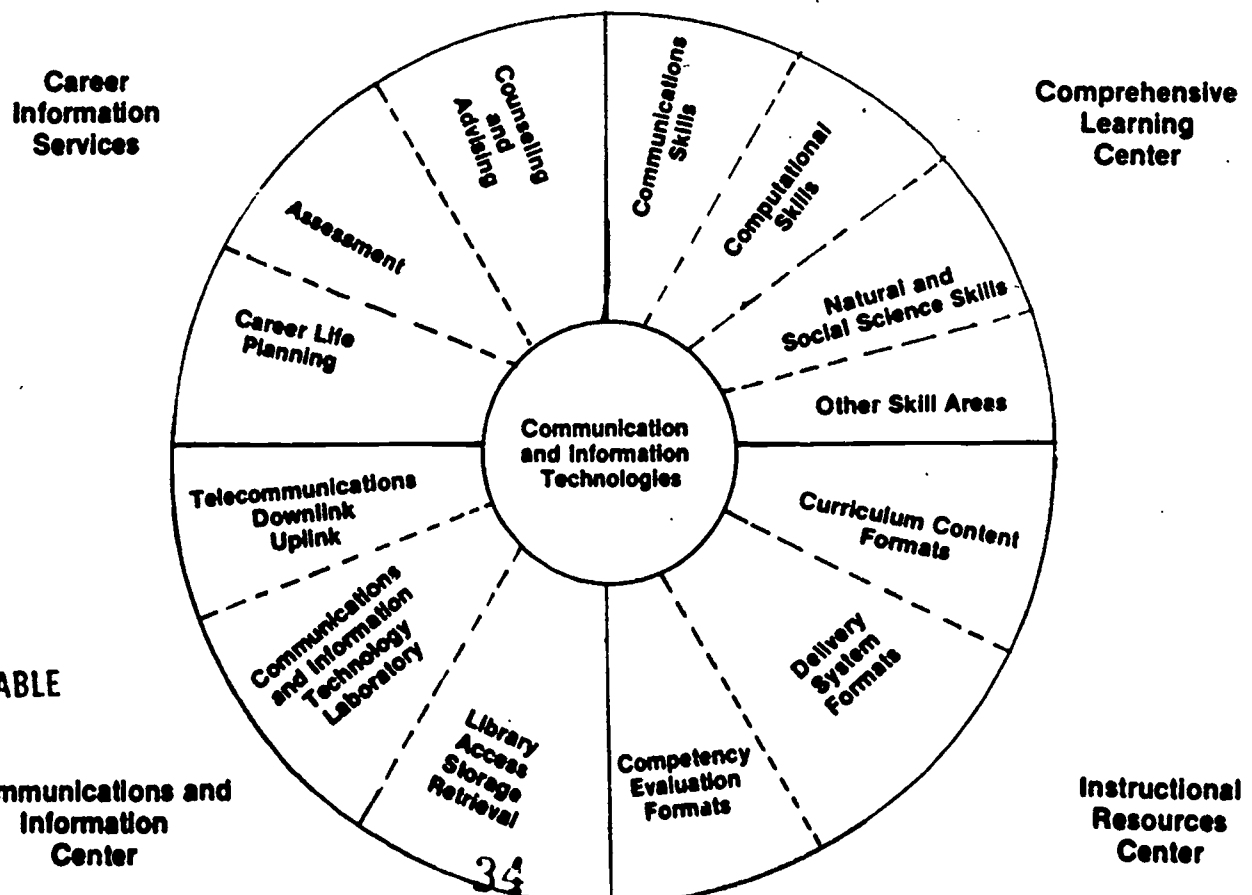 Career
Information
Services
Counseling
and
Advising
Communications
Skills
Comprehensive
Learning
Center
Computational
Skills
Assessment
Natural and
Social Science Skills
Career Life
Planning
Other Skill Areas
Communication
and Information
Technologies
Telecommunications
Downlink
Uplink
Curriculum Content
Formats
Communications
and Information
Technology
Laboratory
Delivery
System
Formats
ABLE
Library
Access
Storage
Retrieval
Competency
Evaluation
Formats
mmunications and
Information
Center
Instructional
Resources
Center
34